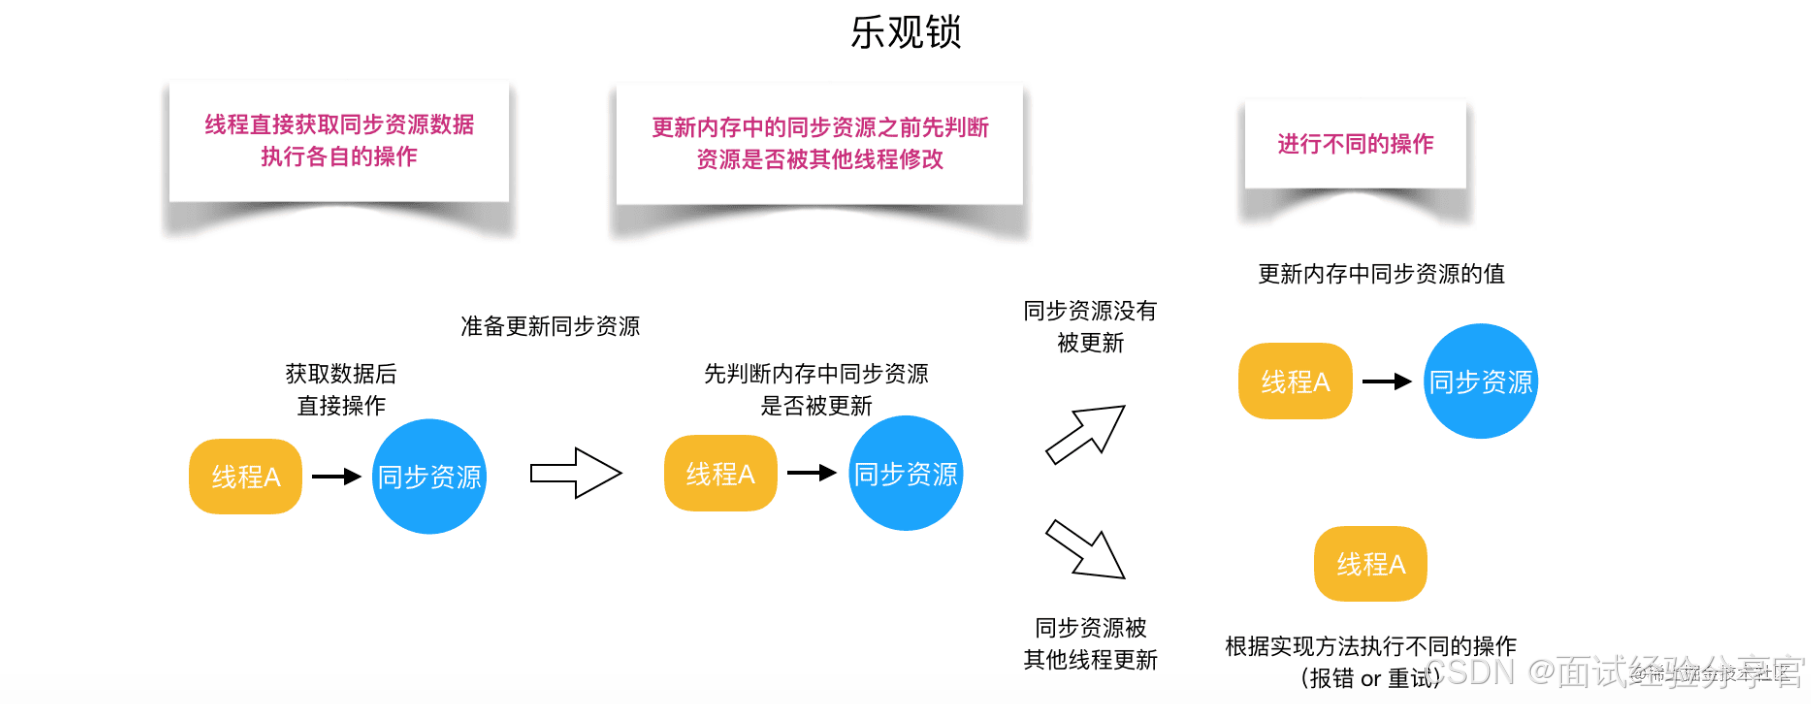 乐观锁
线程直接获取同步资源数据
执行各自的操作
更新内存中的同步资源之前先判断
资源是否被其他线程修改
进行不同的操作
准备更新同步资源
获取数据后
直接操作
线程A
同步资源
先判断内存中同步资源
是否被更新
线程A
同步资源
同步资源没有
被更新
更新内存中同步资源的值
线程A
同步资源
同步资源被
其他线程更新
线程A
根据实现方法执行不同的操作
（报错 or 重试）
CSDN @面试经验分享官
@稀土掘金技术社区